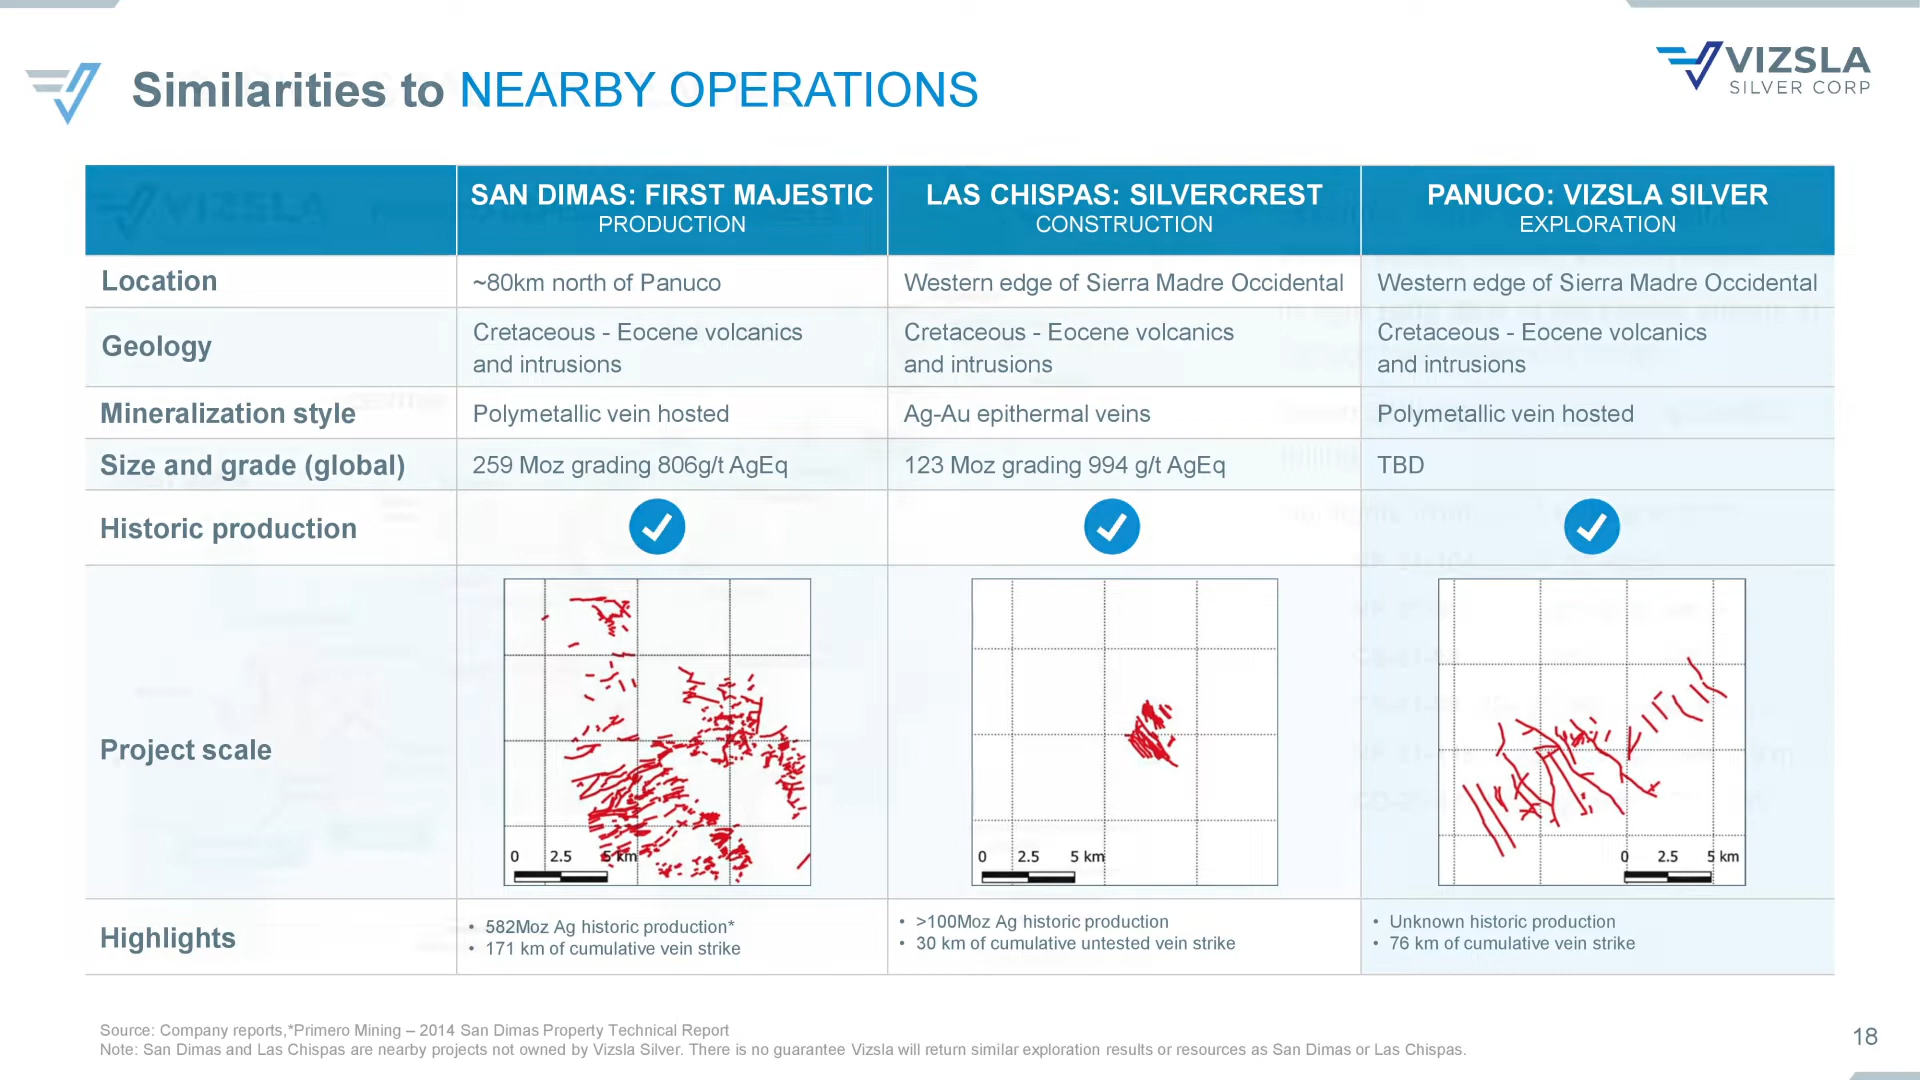 Similarities to NEARBY OPERATIONS
VIZSLA
SILVER CORP
SAN DIMAS: FIRST MAJESTIC
PRODUCTION
LAS CHISPAS: SILVERCREST
CONSTRUCTION
PANUCO: VIZSLA SILVER
EXPLORATION
Location
~80km north of Panuco
Western edge of Sierra Madre Occidental
Western edge of Sierra Madre Occidental
Geology
Cretaceous - Eocene volcanics
and intrusions
Cretaceous - Eocene volcanics
and intrusions
Cretaceous - Eocene volcanics
and intrusions
Mineralization style
Polymetallic vein hosted
Ag-Au epithermal veins
Polymetallic vein hosted
Size and grade (global)
259 Moz grading 806g/t AgEq
123 Moz grading 994 g/t AgEq
TBD
Historic production
Project scale
0 2.5 5 km
0 2.5 5 km
0 2.5 5 km
Highlights
• 582Moz Ag historic production*
• 171 km of cumulative vein strike
• >100Moz Ag historic production
• 30 km of cumulative untested vein strike
• Unknown historic production
• 76 km of cumulative vein strike
Source: Company reports,*Primero Mining – 2014 San Dimas Property Technical Report
Note: San Dimas and Las Chispas are nearby projects not owned by Vizsla Silver. There is no guarantee Vizsla will return similar exploration results or resources as San Dimas or Las Chispas.
18